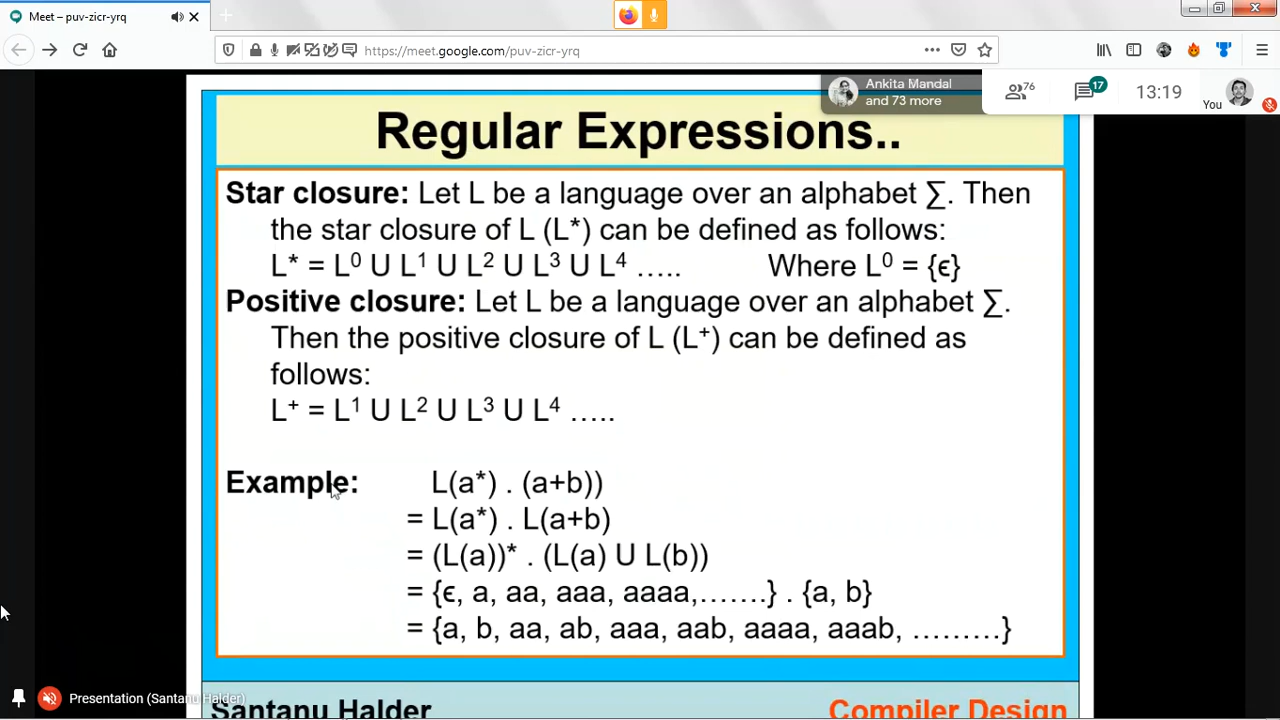 Meet – puv-zicr-yrq
https://meet.google.com/puv-zicr-yrq
Ankita Mandal
and 73 more
76
17
13:19
You
Regular Expressions..
Star closure: Let L be a language over an alphabet ∑. Then
the star closure of L (L*) can be defined as follows:
L* = L⁰ U L¹ U L² U L³ U L⁴ ….. Where L⁰ = {ϵ}
Positive closure: Let L be a language over an alphabet ∑.
Then the positive closure of L (L⁺) can be defined as
follows:
L⁺ = L¹ U L² U L³ U L⁴ …..
Example: L(a*) . (a+b))
= L(a*) . L(a+b)
= (L(a))* . (L(a) U L(b))
= {ϵ, a, aa, aaa, aaaa,…….} . {a, b}
= {a, b, aa, ab, aaa, aab, aaaa, aaab, ………}
Presentation (Santanu Halder)
Santanu Halder Compiler Design